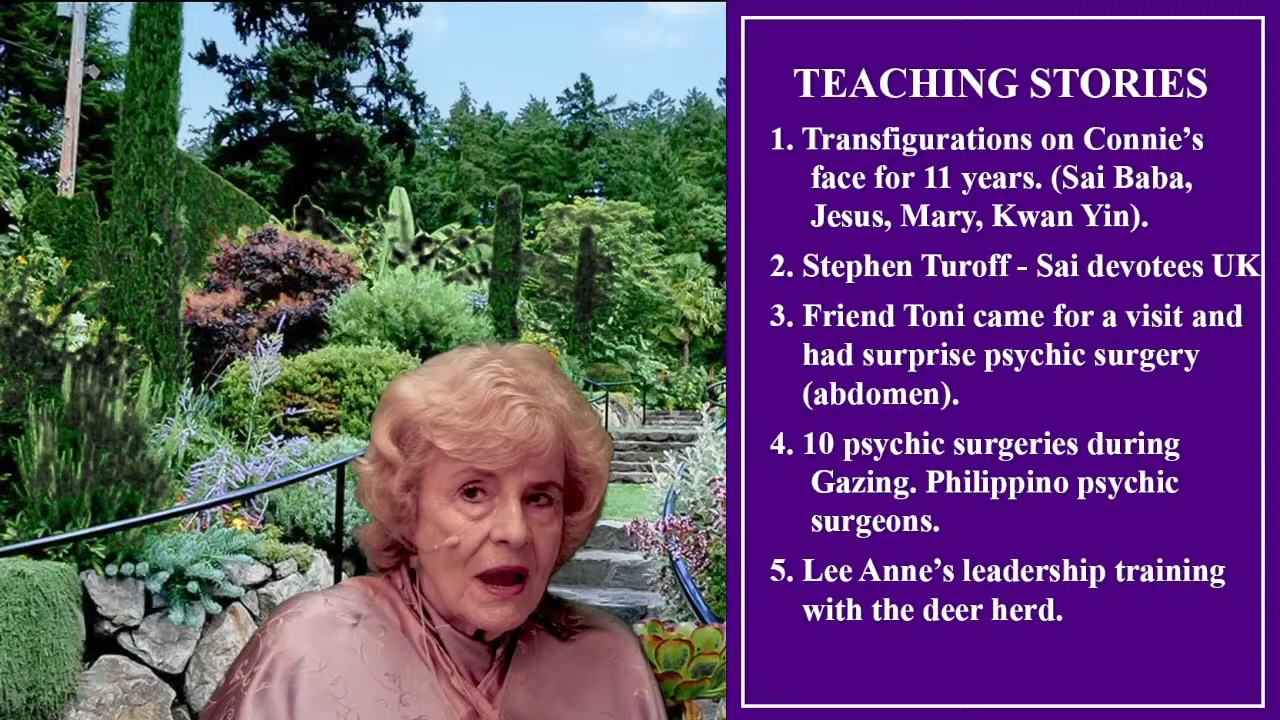 TEACHING STORIES
1. Transfigurations on Connie’s
face for 11 years. (Sai Baba,
Jesus, Mary, Kwan Yin).
2. Stephen Turoff - Sai devotees UK
3. Friend Toni came for a visit and
had surprise psychic surgery
(abdomen).
4. 10 psychic surgeries during
Gazing. Philippino psychic
surgeons.
5. Lee Anne’s leadership training
with the deer herd.